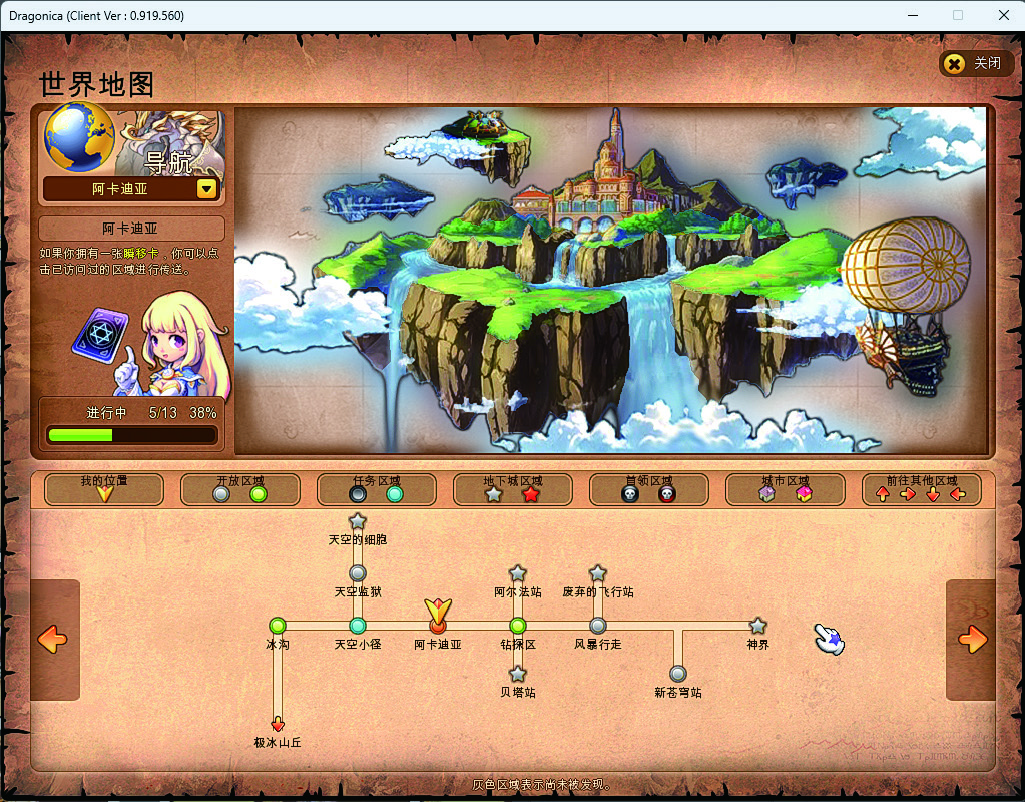 Dragonica (Client Ver : 0.919.560)
世界地图
关闭
导航
阿卡迪亚
阿卡迪亚
如果你拥有一张瞬移卡，你可以点
击已访问过的区域进行传送。
进行中 5/13 38%
我的位置 开放区域 任务区域 地下城区域 首领区域 城市区域 前往其他区域
天空的细胞
天空监狱 阿尔法站 废弃的飞行站
冰沟 天空小径 阿卡迪亚 钻探区 风暴行走 神界
贝塔站 新苍穹站
极冰山丘
灰色区域表示尚未被发现。